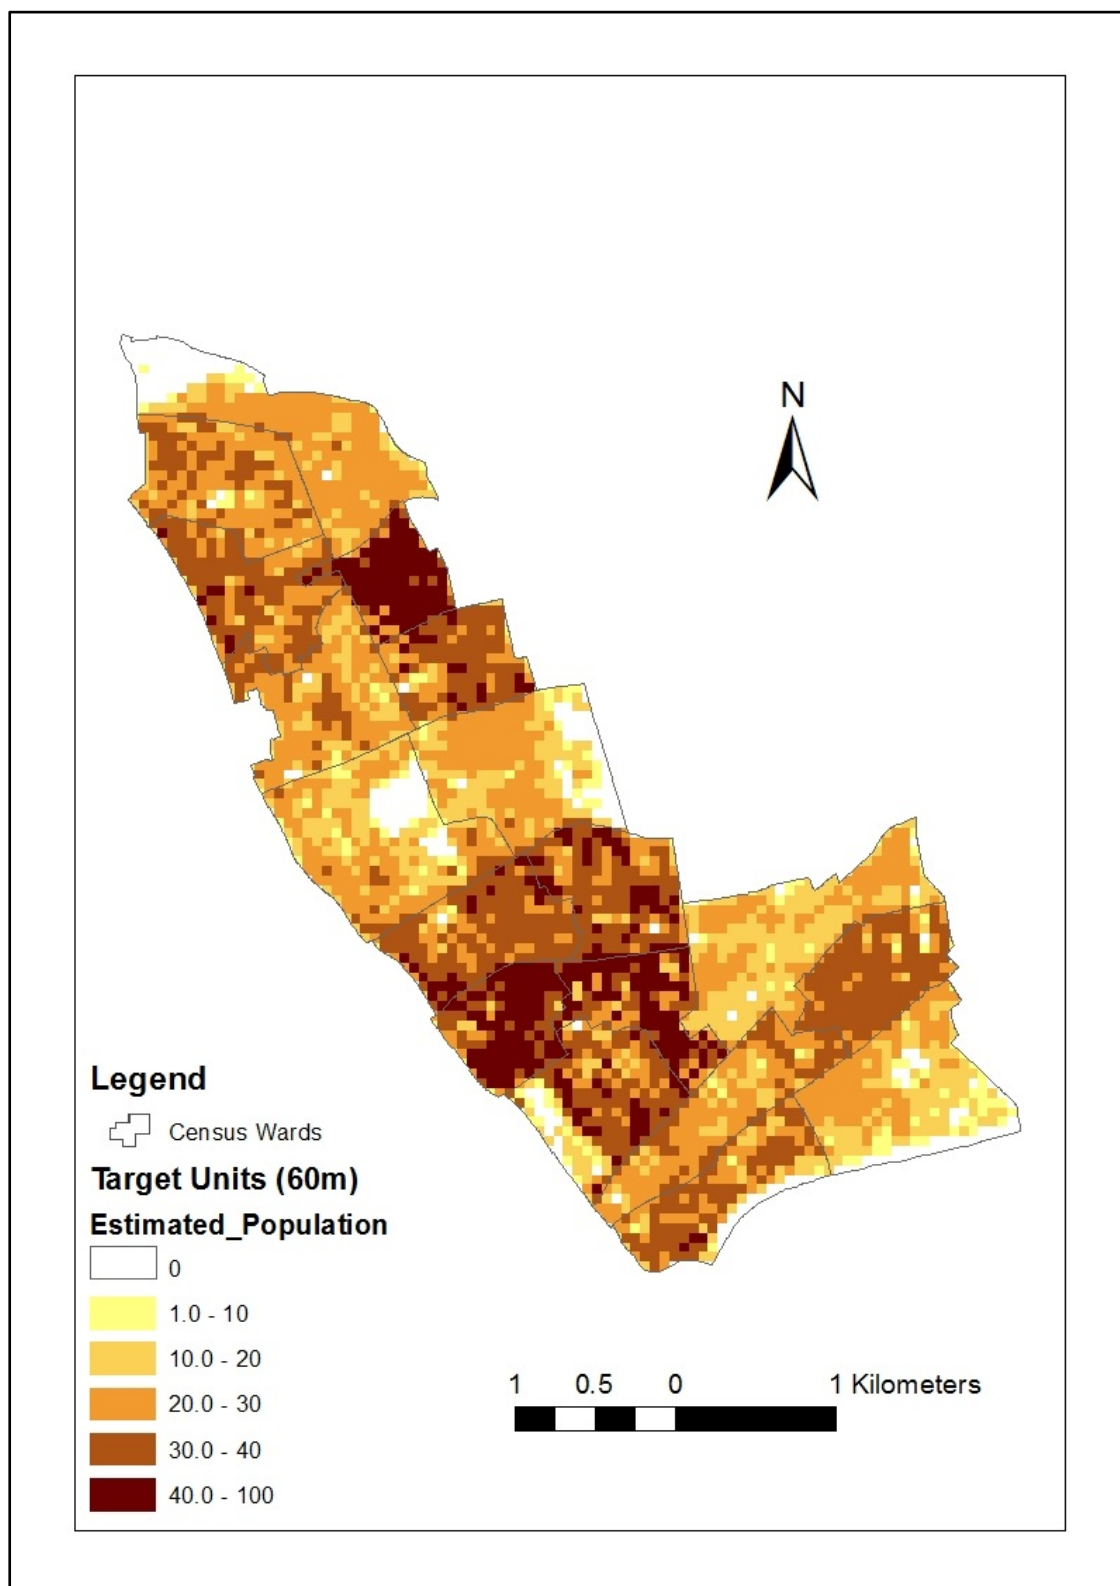 N
Legend
Census Wards
Target Units (60m)
Estimated_Population
0
1.0 - 10
10.0 - 20
20.0 - 30
30.0 - 40
40.0 - 100
1 0.5 0 1 Kilometers